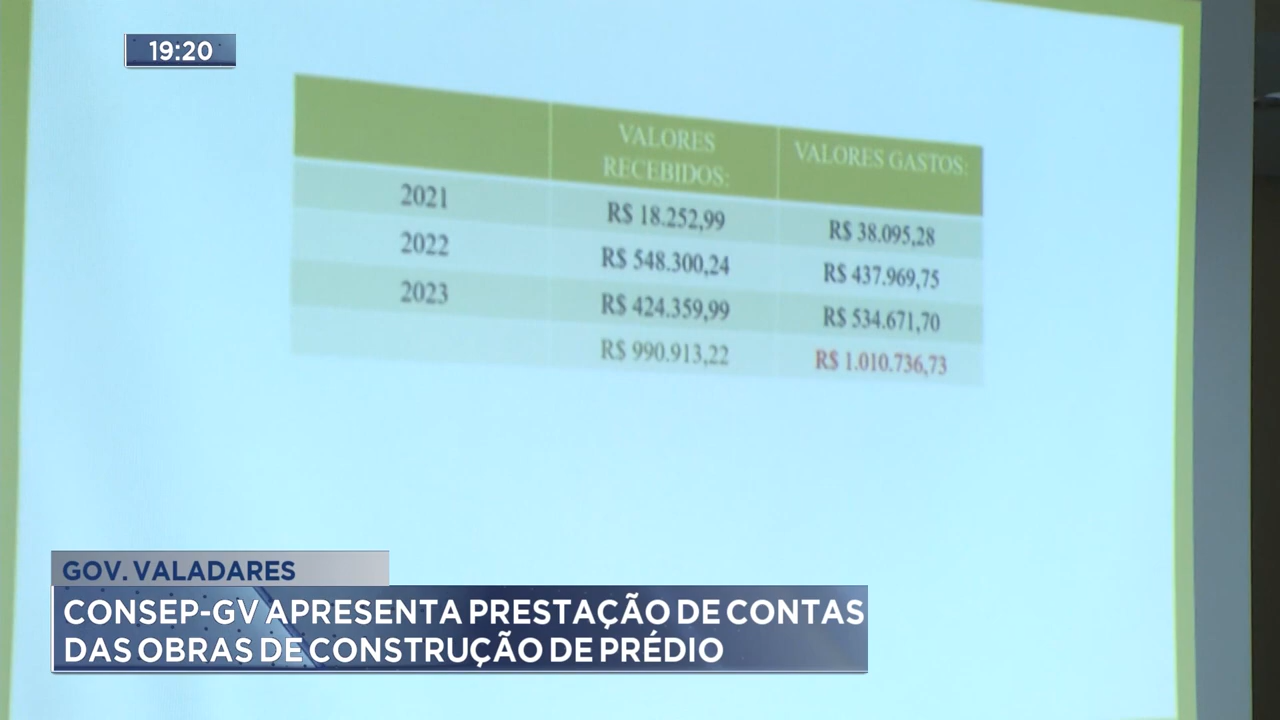 19:20
VALORES RECEBIDOS:
VALORES GASTOS:
2021 R$ 18.252,99 R$ 38.095,28
2022 R$ 548.300,24 R$ 437.969,75
2023 R$ 424.359,99 R$ 534.671,70
R$ 990.913,22 R$ 1.010.736,73
GOV. VALADARES
CONSEP-GV APRESENTA PRESTAÇÃO DE CONTAS
DAS OBRAS DE CONSTRUÇÃO DE PRÉDIO